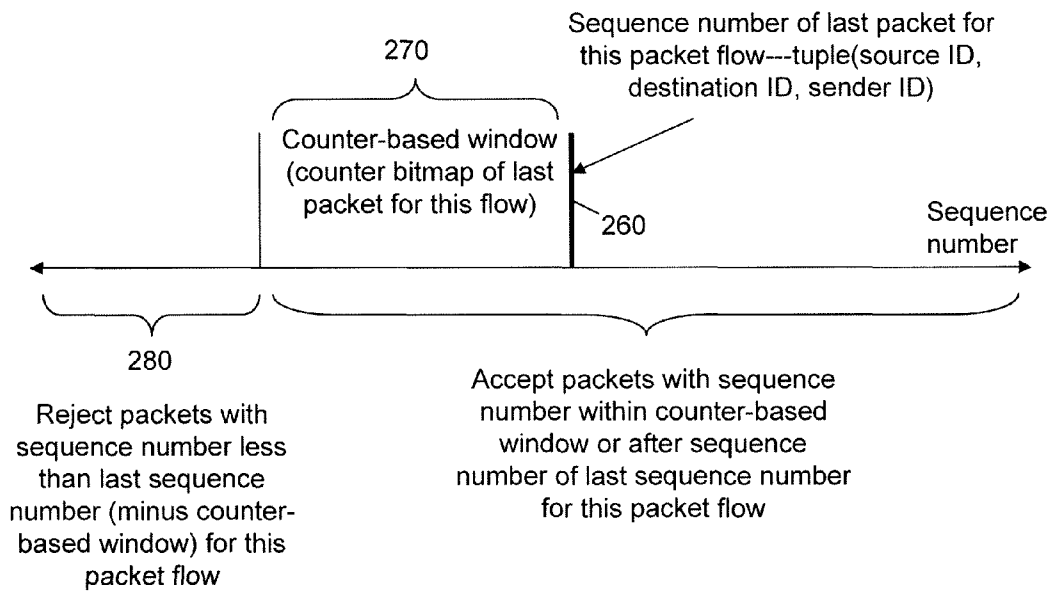 270
Sequence number of last packet for
this packet flow---tuple(source ID,
destination ID, sender ID)
Counter-based window
(counter bitmap of last
packet for this flow)
260
Sequence
number
280
Reject packets with
sequence number less
than last sequence
number (minus counter-
based window) for this
packet flow
Accept packets with sequence
number within counter-based
window or after sequence
number of last sequence number
for this packet flow